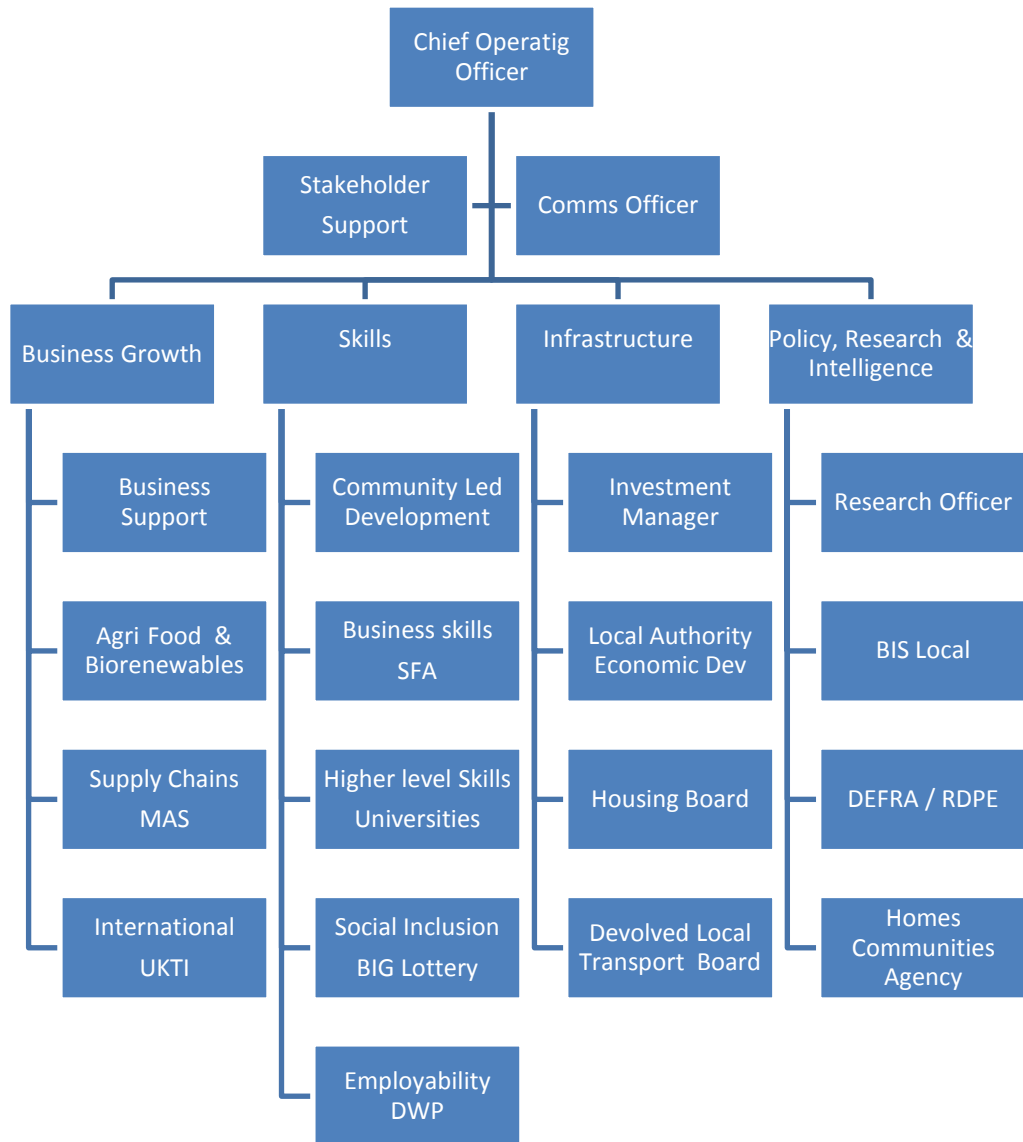 Chief Operatig
Officer
Stakeholder
Support
Comms Officer
Business Growth
Skills
Infrastructure
Policy, Research &
Intelligence
Business
Support
Community Led
Development
Investment
Manager
Research Officer
Agri Food &
Biorenewables
Business skills
SFA
Local Authority
Economic Dev
BIS Local
Supply Chains
MAS
Higher level Skills
Universities
Housing Board
DEFRA / RDPE
International
UKTI
Social Inclusion
BIG Lottery
Devolved Local
Transport Board
Homes
Communities
Agency
Employability
DWP